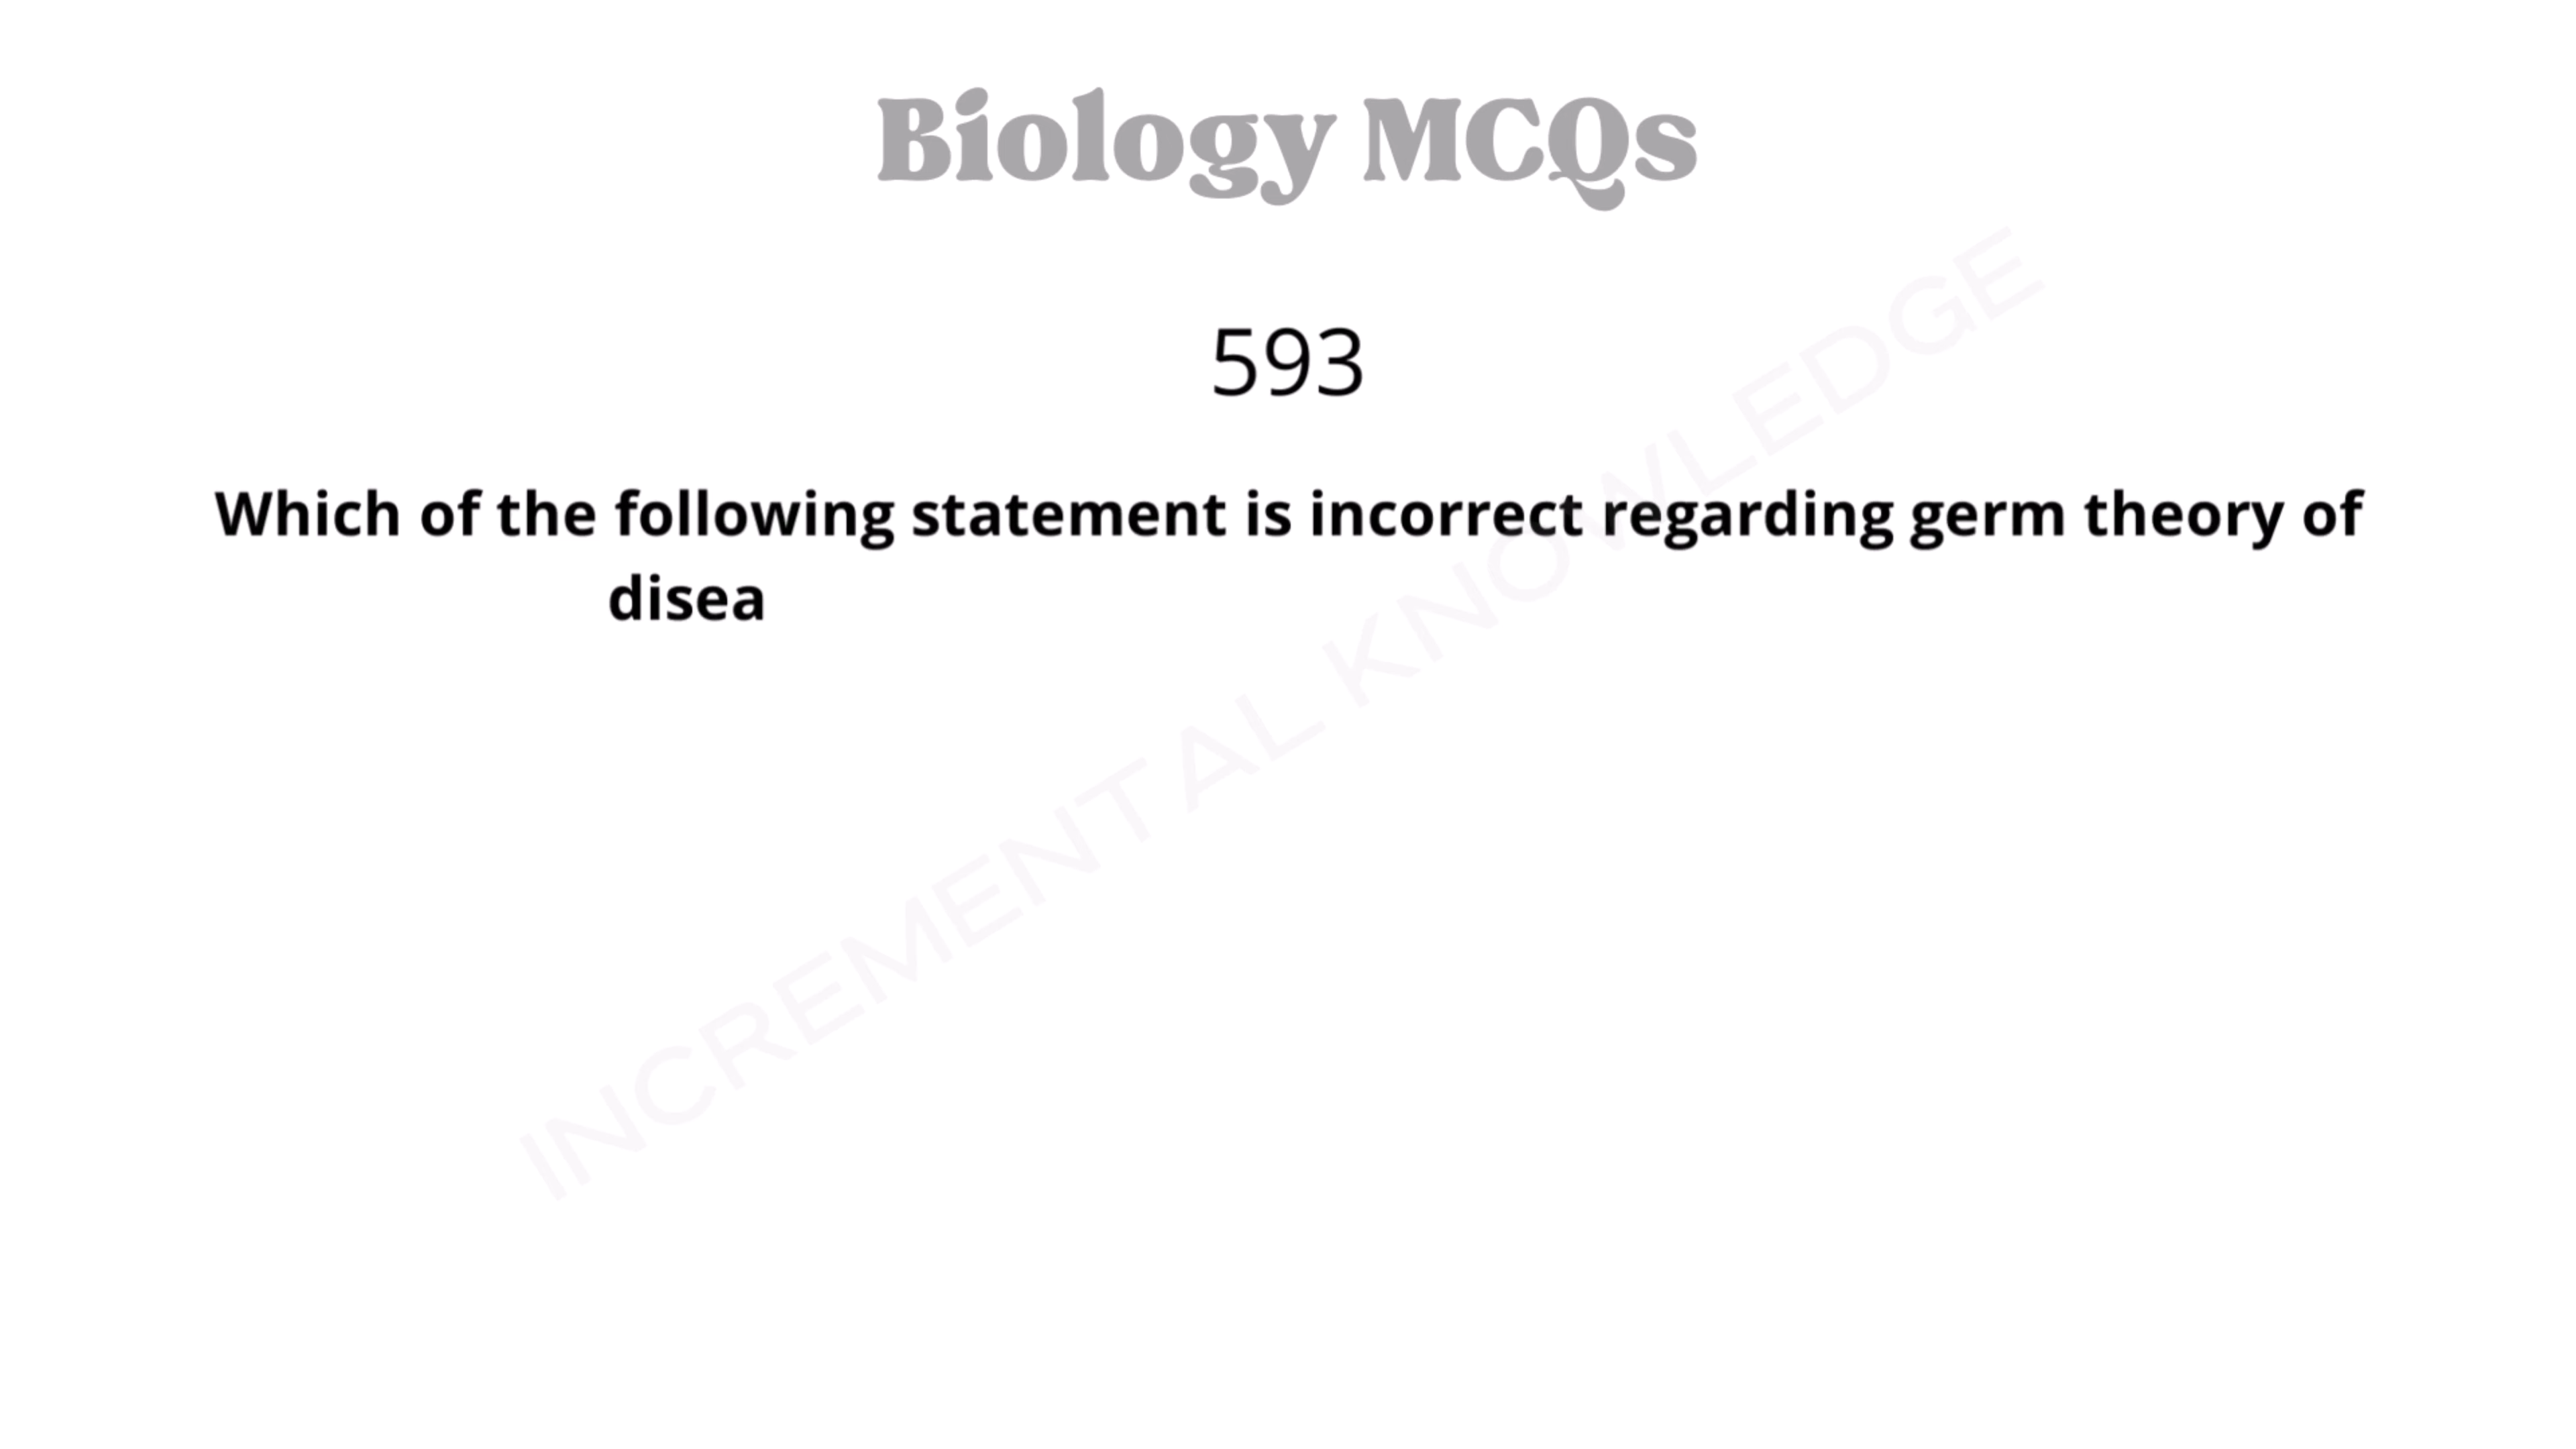 Biology MCQs
593
Which of the following statement is incorrect regarding germ theory of
disea
INCREMENTAL KNOWLEDGE